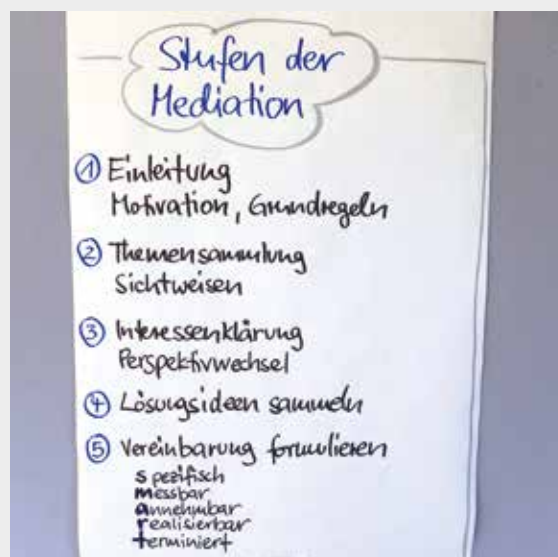 Stufen der
Mediation
① Einleitung
Motivation, Grundregeln
② Themensammlung
Sichtweisen
③ Interessenklärung
Perspektivwechsel
④ Lösungsideen sammeln
⑤ Vereinbarung formulieren
spezifisch
messbar
annehmbar
realisierbar
terminiert